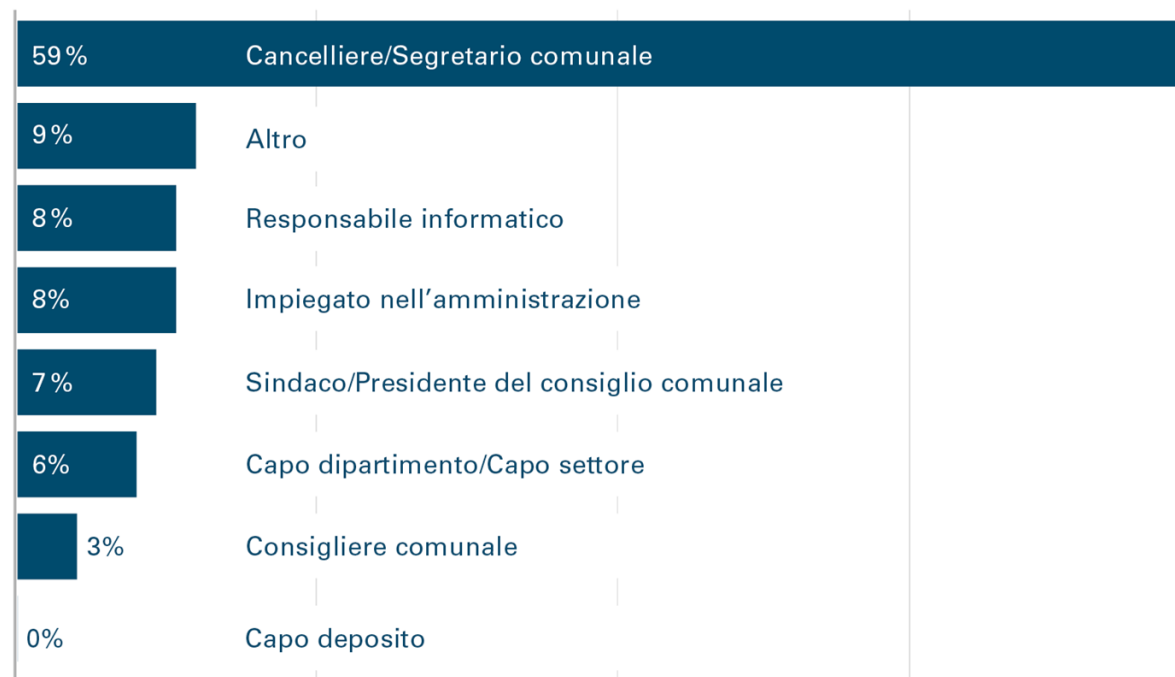 59% Cancelliere/Segretario comunale
9% Altro
8% Responsabile informatico
8% Impiegato nell’amministrazione
7% Sindaco/Presidente del consiglio comunale
6% Capo dipartimento/Capo settore
3% Consigliere comunale
0% Capo deposito